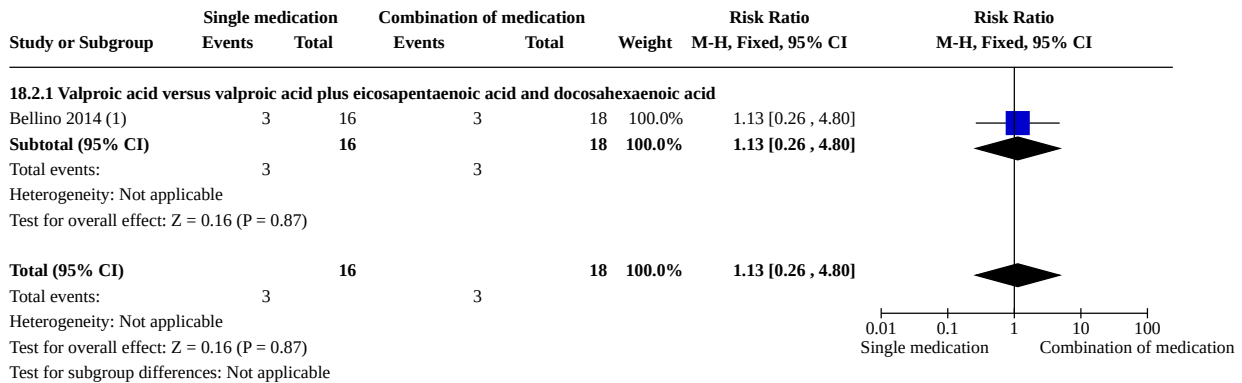 Single medication Combination of medication Risk Ratio Risk Ratio
Study or Subgroup Events Total Events Total Weight M-H, Fixed, 95% CI M-H, Fixed, 95% CI
18.2.1 Valproic acid versus valproic acid plus eicosapentaenoic acid and docosahexaenoic acid
Bellino 2014 (1) 3 16 3 18 100.0% 1.13 [0.26 , 4.80]
Subtotal (95% CI) 16 18 100.0% 1.13 [0.26 , 4.80]
Total events: 3 3
Heterogeneity: Not applicable
Test for overall effect: Z = 0.16 (P = 0.87)
Total (95% CI) 16 18 100.0% 1.13 [0.26 , 4.80]
Total events: 3 3
Heterogeneity: Not applicable
0.01 0.1 1 10 100
Test for overall effect: Z = 0.16 (P = 0.87) Single medication Combination of medication
Test for subgroup differences: Not applicable